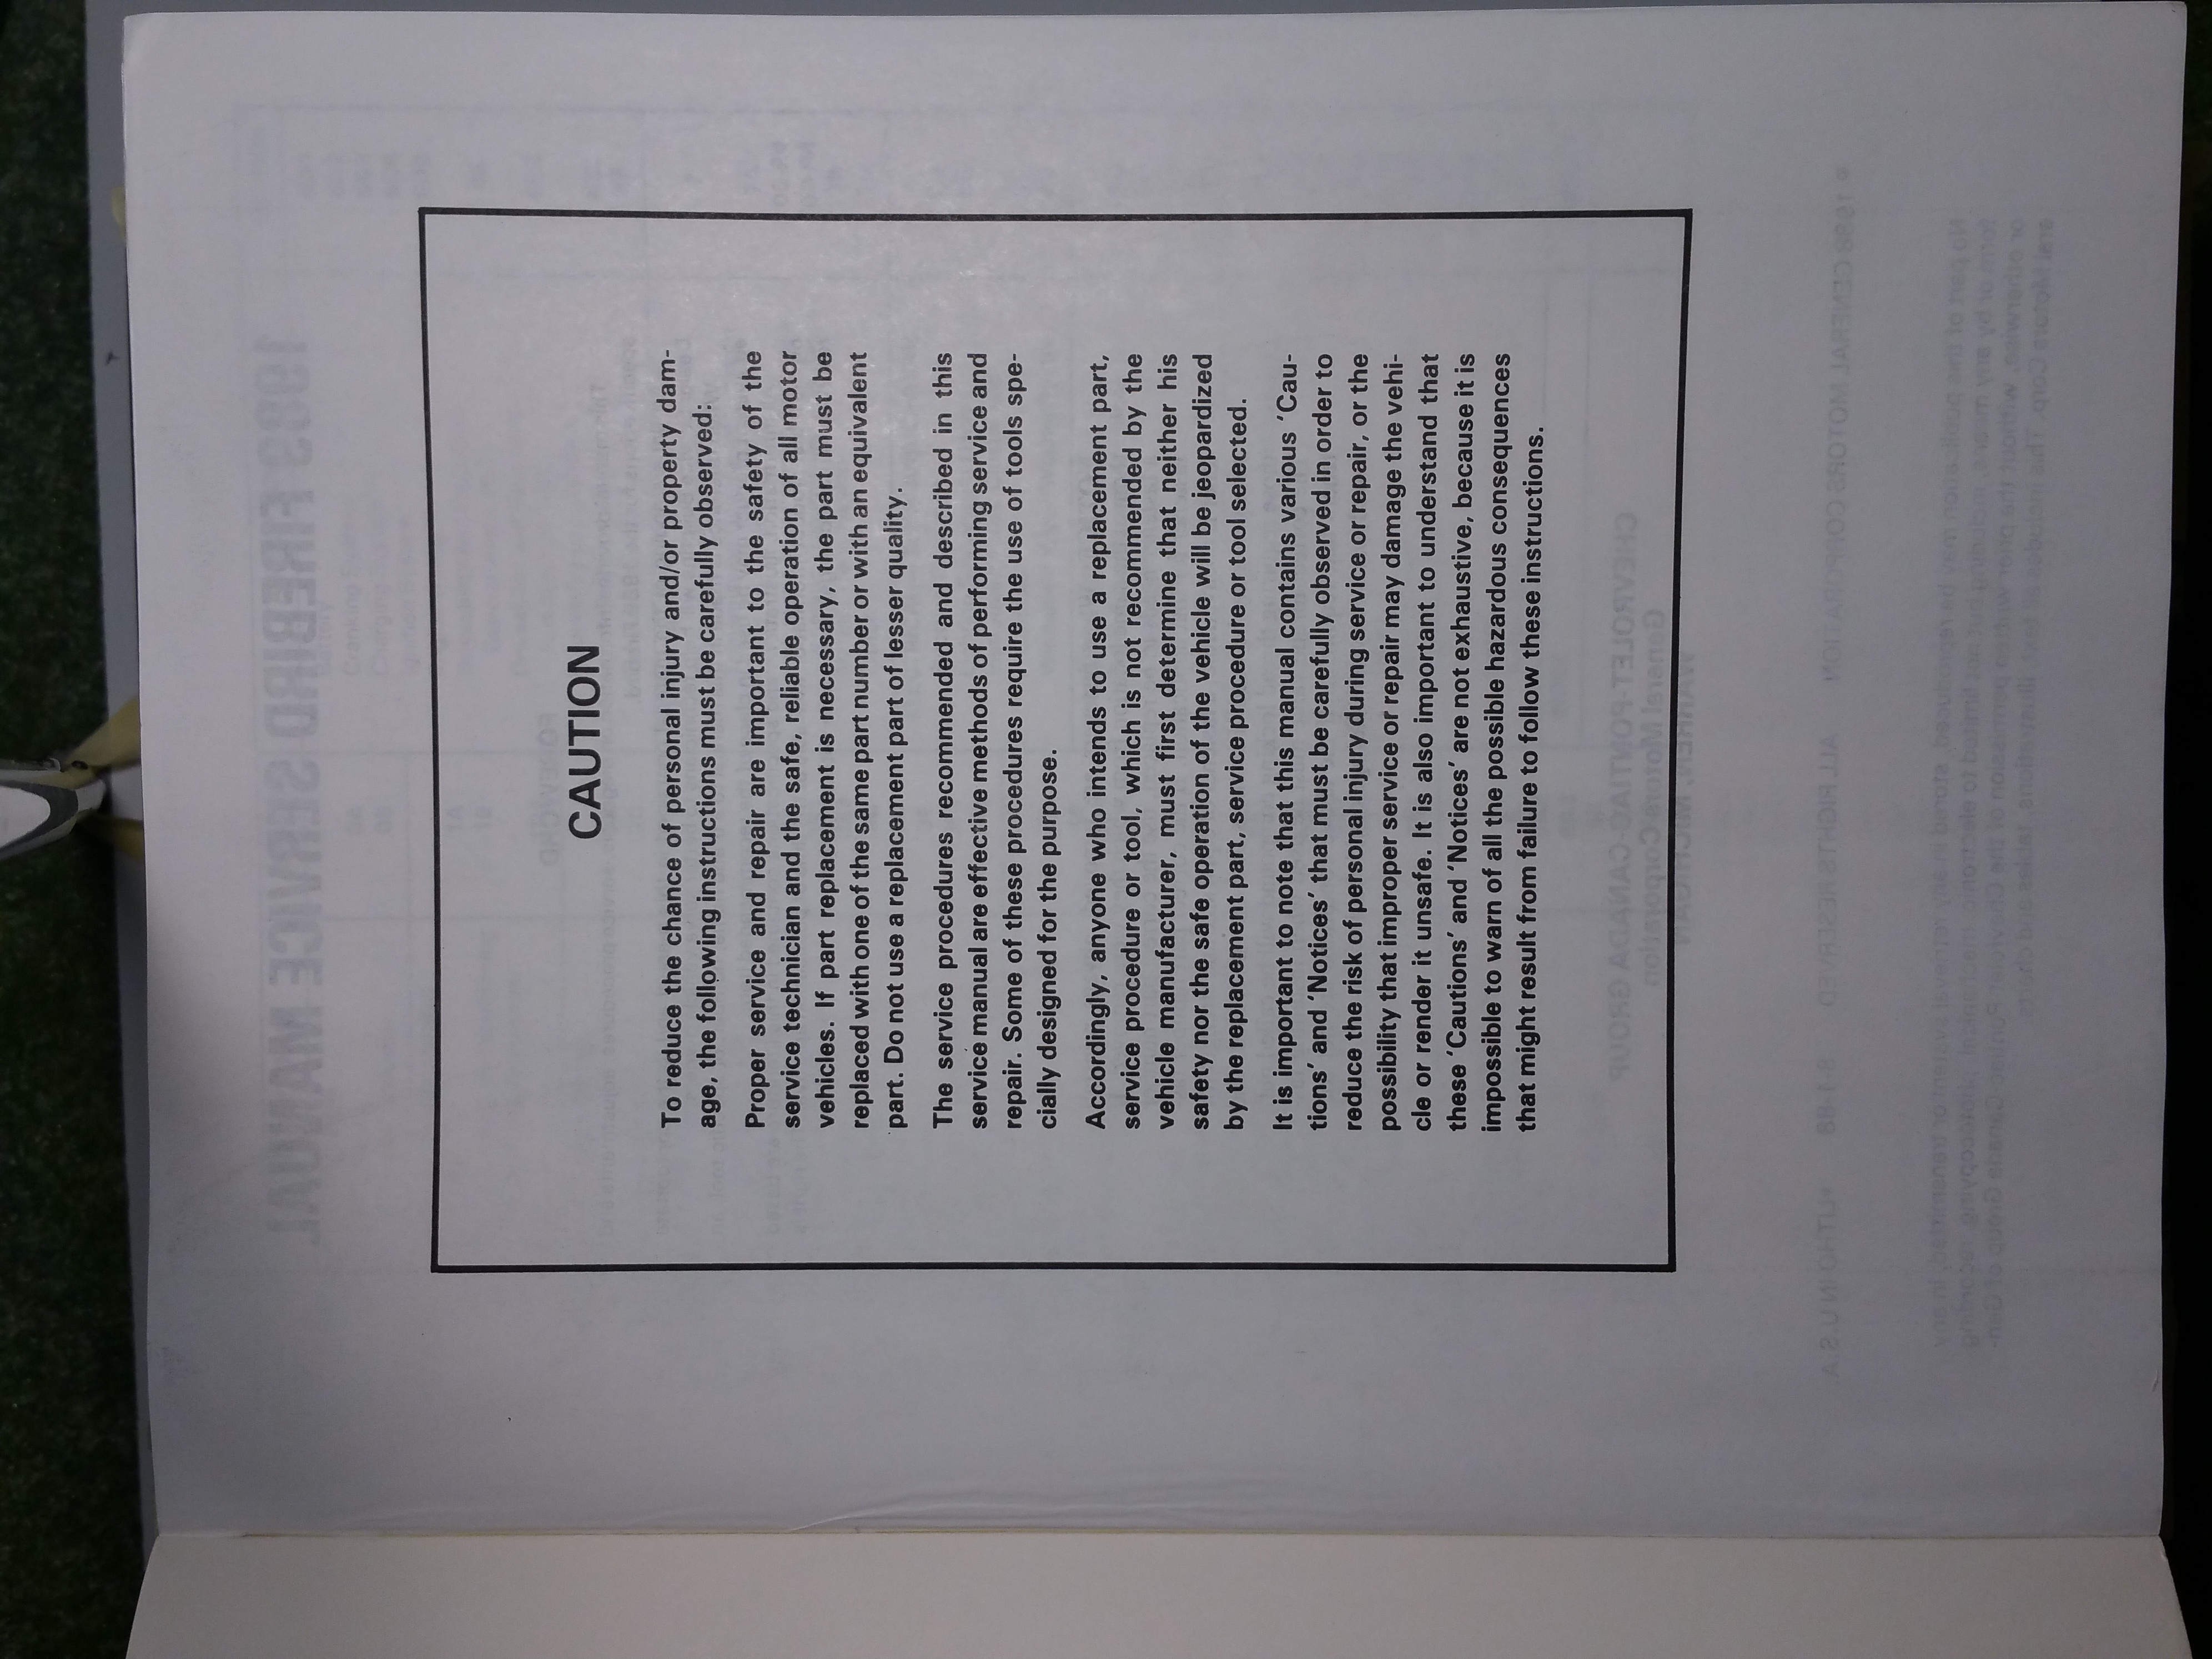 CAUTION
To reduce the chance of personal injury and/or property dam-
age, the following instructions must be carefully observed:
Proper service and repair are important to the safety of the
service technician and the safe, reliable operation of all motor
vehicles. If part replacement is necessary, the part must be
replaced with one of the same part number or with an equivalent
part. Do not use a replacement part of lesser quality.
The service procedures recommended and described in this
service manual are effective methods of performing service and
repair. Some of these procedures require the use of tools spe-
cially designed for the purpose.
Accordingly, anyone who intends to use a replacement part,
service procedure or tool, which is not recommended by the
vehicle manufacturer, must first determine that neither his
safety nor the safe operation of the vehicle will be jeopardized
by the replacement part, service procedure or tool selected.
It is important to note that this manual contains various ‘Cau-
tions’ and ‘Notices’ that must be carefully observed in order to
reduce the risk of personal injury during service or repair, or the
possibility that improper service or repair may damage the vehi-
cle or render it unsafe. It is also important to understand that
these ‘Cautions’ and ‘Notices’ are not exhaustive, because it is
impossible to warn of all the possible hazardous consequences
that might result from failure to follow these instructions.